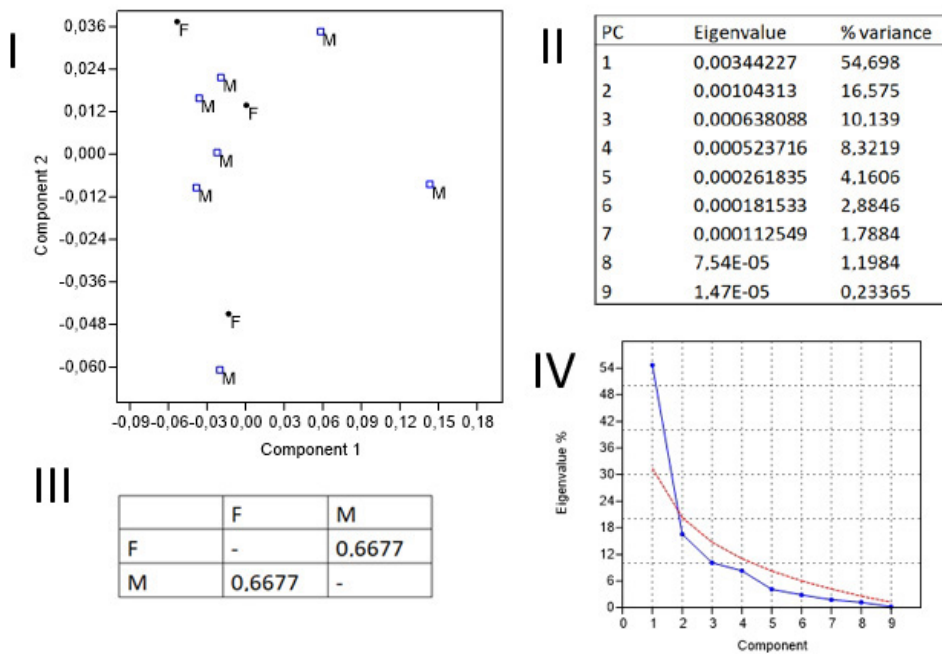 I
0,036
0,024
0,012
0,000
-0,012
-0,024
-0,036
-0,048
-0,060
Component 2
F
M
M
M
F
M
M
M
F
M
-0,09 -0,06 -0,03 0,00 0,03 0,06 0,09 0,12 0,15 0,18
Component 1
II
PC Eigenvalue % variance
1 0,00344227 54,698
2 0,00104313 16,575
3 0,000638088 10,139
4 0,000523716 8,3219
5 0,000261835 4,1606
6 0,000181533 2,8846
7 0,000112549 1,7884
8 7,54E-05 1,1984
9 1,47E-05 0,23365
III
F M
F - 0,6677
M 0,6677 -
IV
54
48
42
36
30
24
18
12
6
0
Eigenvalue %
0 1 2 3 4 5 6 7 8 9
Component